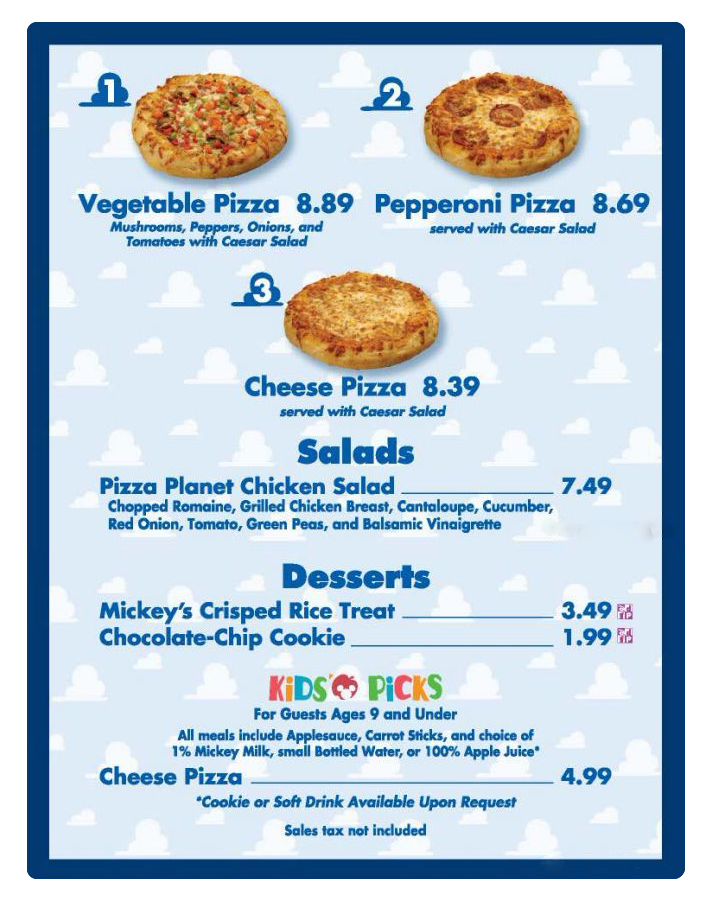 1
2
Vegetable Pizza 8.89
Mushrooms, Peppers, Onions, and
Tomatoes with Caesar Salad
Pepperoni Pizza 8.69
served with Caesar Salad
3
Cheese Pizza 8.39
served with Caesar Salad
Salads
Pizza Planet Chicken Salad 7.49
Chopped Romaine, Grilled Chicken Breast, Cantaloupe, Cucumber,
Red Onion, Tomato, Green Peas, and Balsamic Vinaigrette
Desserts
Mickey's Crisped Rice Treat 3.49
Chocolate-Chip Cookie 1.99
KiDS' PiCKS
For Guests Ages 9 and Under
All meals include Applesauce, Carrot Sticks, and choice of
1% Mickey Milk, small Bottled Water, or 100% Apple Juice*
Cheese Pizza 4.99
*Cookie or Soft Drink Available Upon Request
Sales tax not included